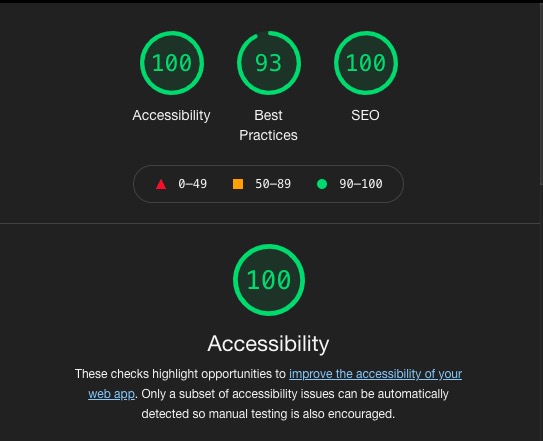 100 93 100
Accessibility Best Practices SEO
0–49 50–89 90–100
100
Accessibility
These checks highlight opportunities to improve the accessibility of your
web app. Only a subset of accessibility issues can be automatically
detected so manual testing is also encouraged.